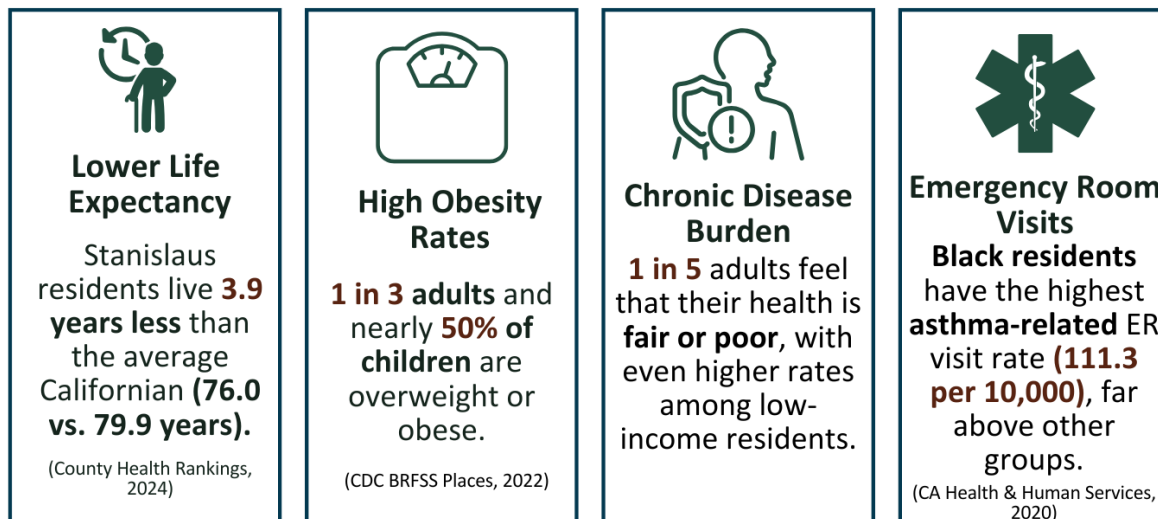 Lower Life
Expectancy
Stanislaus
residents live 3.9
years less than
the average
Californian (76.0
vs. 79.9 years).
(County Health Rankings,
2024)
High Obesity
Rates
1 in 3 adults and
nearly 50% of
children are
overweight or
obese.
(CDC BRFSS Places, 2022)
Chronic Disease
Burden
1 in 5 adults feel
that their health is
fair or poor, with
even higher rates
among low-
income residents.
Emergency Room
Visits
Black residents
have the highest
asthma-related ER
visit rate (111.3
per 10,000), far
above other
groups.
(CA Health & Human Services,
2020)